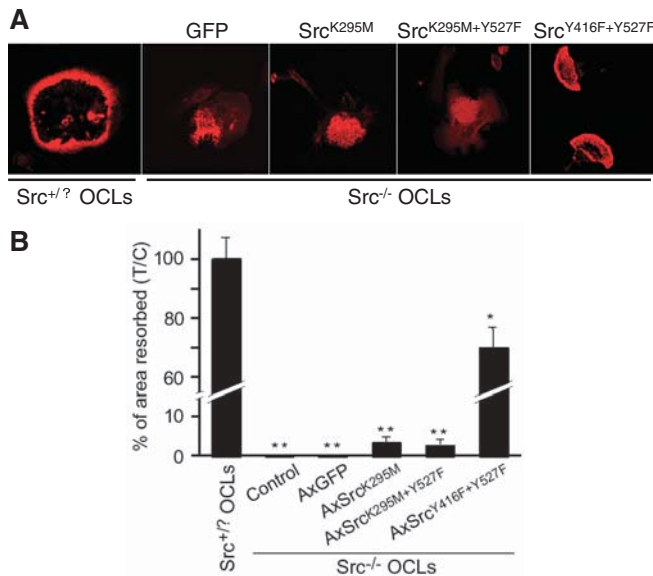 A
GFP SrcK295M SrcK295M+Y527F SrcY416F+Y527F
Src+/? OCLs Src-/- OCLs
B
% of area resorbed (T/C)
100
80
60
10
0
**
**
**
**
*
Src+/? OCLs
Control
AxGFP
AxSrcK295M
AxSrcK295M+Y527F
AxSrcY416F+Y527F
Src-/- OCLs